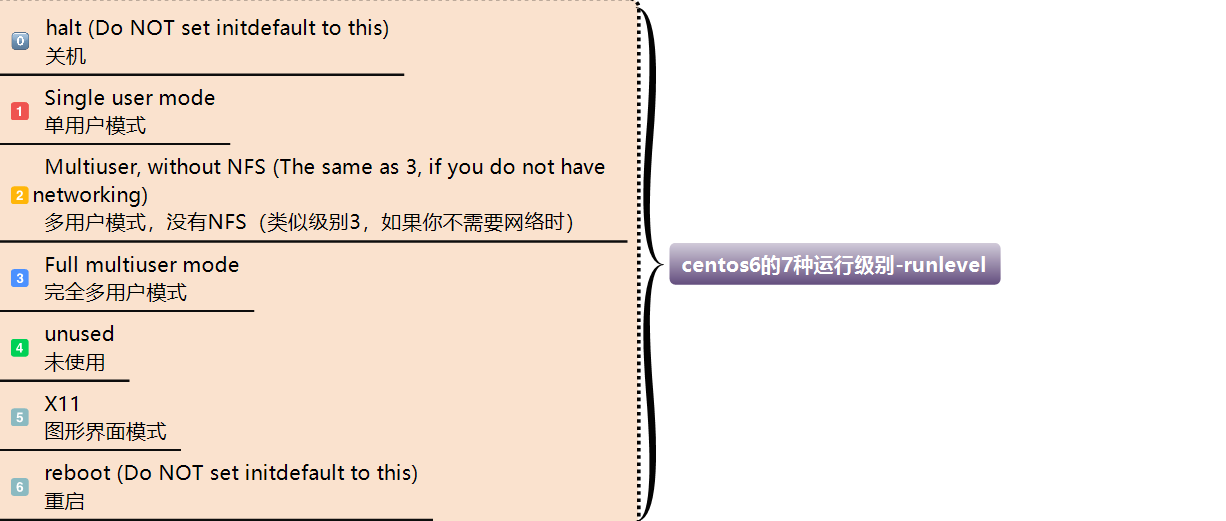 0
halt (Do NOT set initdefault to this)
关机
1
Single user mode
单用户模式
2
Multiuser, without NFS (The same as 3, if you do not have
networking)
多用户模式，没有NFS（类似级别3，如果你不需要网络时）
3
Full multiuser mode
完全多用户模式
4
unused
未使用
5
X11
图形界面模式
6
reboot (Do NOT set initdefault to this)
重启
centos6的7种运行级别-runlevel